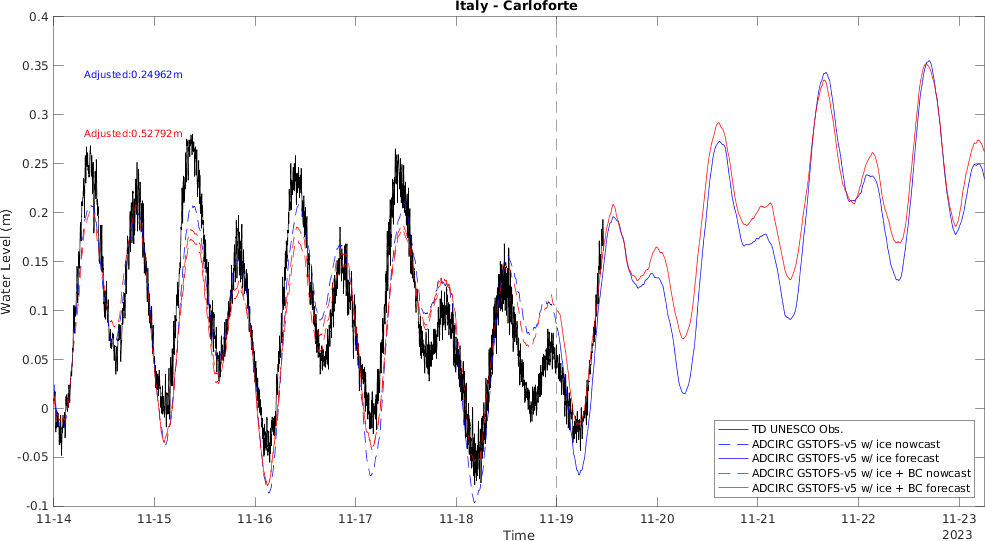 Italy - Carloforte
0.4
0.35
0.3
0.25
0.2
0.15
0.1
0.05
0
-0.05
-0.1
Water Level (m)
Adjusted:0.24962m
Adjusted:0.52792m
TD UNESCO Obs.
ADCIRC GSTOFS-v5 w/ ice nowcast
ADCIRC GSTOFS-v5 w/ ice forecast
ADCIRC GSTOFS-v5 w/ ice + BC nowcast
ADCIRC GSTOFS-v5 w/ ice + BC forecast
11-14 11-15 11-16 11-17 11-18 11-19 11-20 11-21 11-22 11-23
Time
2023